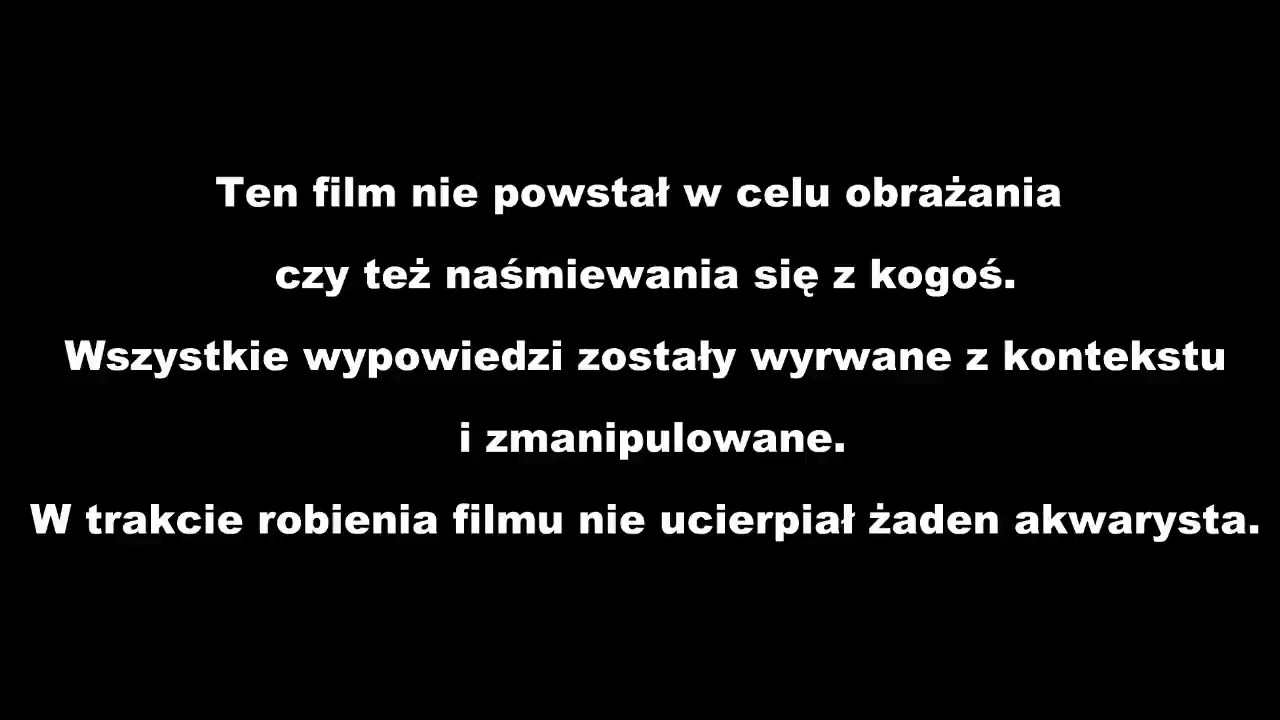 Ten film nie powstał w celu obrażania
czy też naśmiewania się z kogoś.
Wszystkie wypowiedzi zostały wyrwane z kontekstu
i zmanipulowane.
W trakcie robienia filmu nie ucierpiał żaden akwarysta.